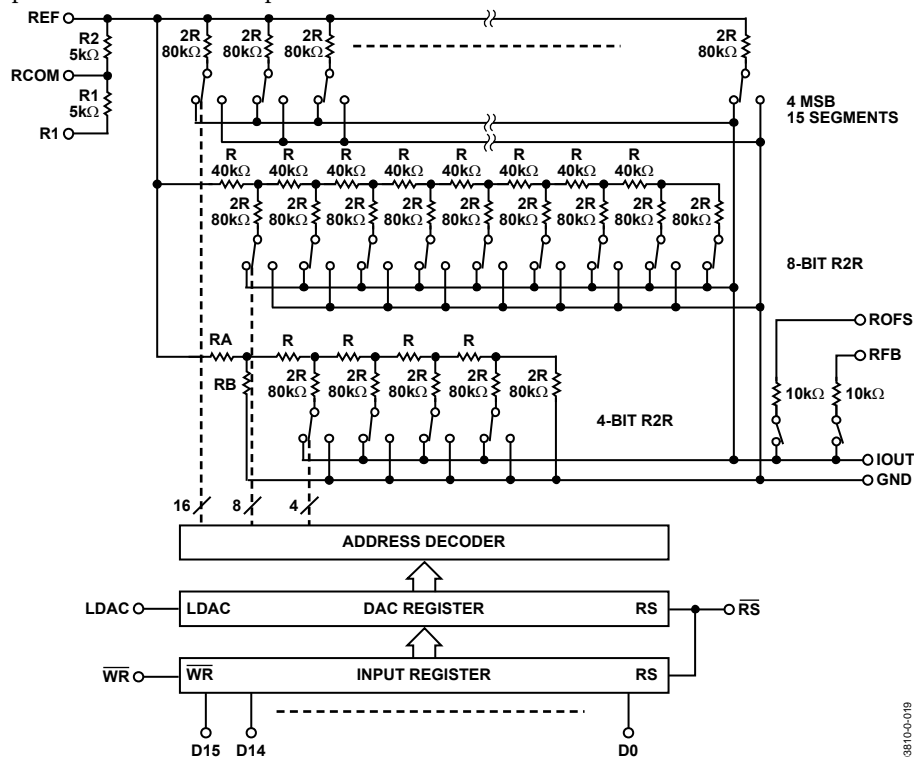 REF
R2
5kΩ
RCOM
R1
5kΩ
R1
2R 2R 2R 2R
80kΩ 80kΩ 80kΩ 80kΩ
4 MSB
15 SEGMENTS
R R R R R R R R
40kΩ 40kΩ 40kΩ 40kΩ 40kΩ 40kΩ 40kΩ 40kΩ
2R 2R 2R 2R 2R 2R 2R 2R 2R
80kΩ 80kΩ 80kΩ 80kΩ 80kΩ 80kΩ 80kΩ 80kΩ 80kΩ
8-BIT R2R
RA R R R R
RB
2R 2R 2R 2R 2R
80kΩ 80kΩ 80kΩ 80kΩ 80kΩ
4-BIT R2R
ROFS
RFB
10kΩ 10kΩ
IOUT
GND
16 8 4
ADDRESS DECODER
LDAC LDAC DAC REGISTER RS RS
WR WR INPUT REGISTER RS
D15 D14 D0
03810-0-019